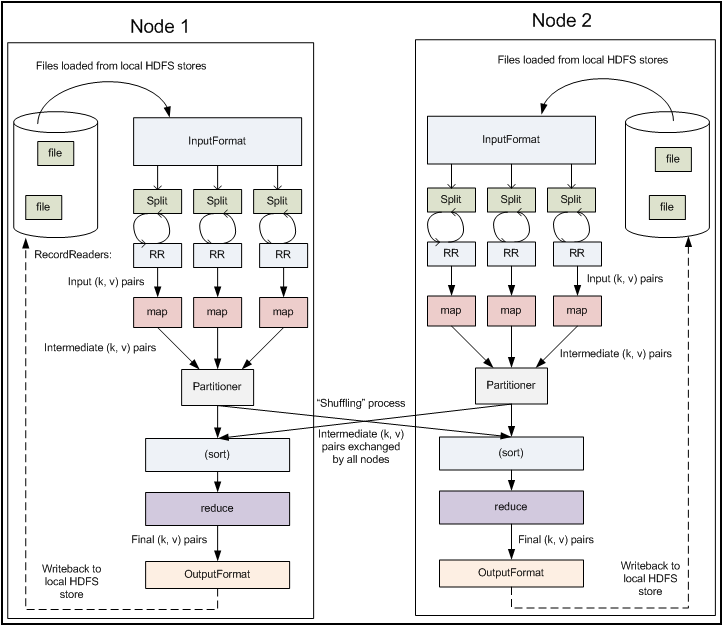 Node 1
Files loaded from local HDFS stores
file
file
InputFormat
Split
Split
Split
RecordReaders:
RR
RR
RR
Input (k, v) pairs
map
map
map
Intermediate (k, v) pairs
Partitioner
(sort)
reduce
Final (k, v) pairs
OutputFormat
Writeback to
local HDFS
store
"Shuffling" process
Intermediate (k, v)
pairs exchanged
by all nodes
Node 2
Files loaded from local HDFS stores
InputFormat
file
file
Split
Split
Split
RR
RR
RR
Input (k, v) pairs
map
map
map
Intermediate (k, v) pairs
Partitioner
(sort)
reduce
Final (k, v) pairs
OutputFormat
Writeback to
local HDFS
store